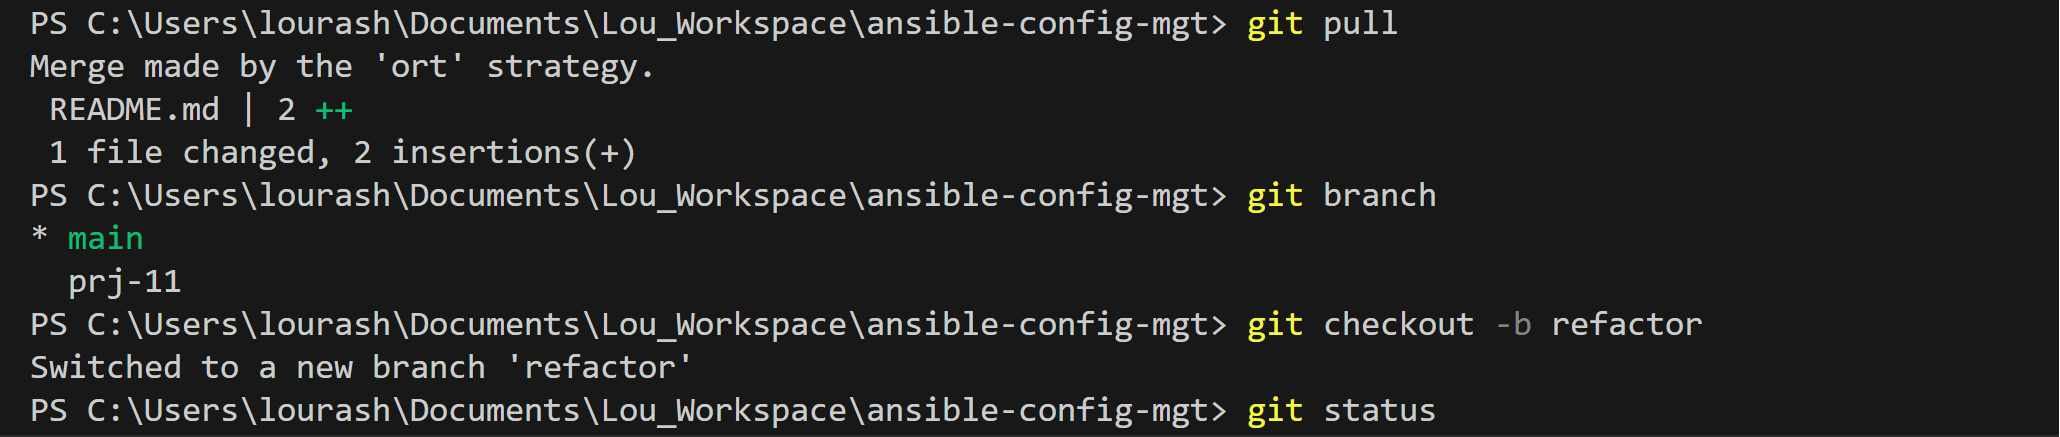 PS C:\Users\lourash\Documents\Lou_Workspace\ansible-config-mgt> git pull
Merge made by the 'ort' strategy.
 README.md | 2 ++
 1 file changed, 2 insertions(+)
PS C:\Users\lourash\Documents\Lou_Workspace\ansible-config-mgt> git branch
* main
  prj-11
PS C:\Users\lourash\Documents\Lou_Workspace\ansible-config-mgt> git checkout -b refactor
Switched to a new branch 'refactor'
PS C:\Users\lourash\Documents\Lou_Workspace\ansible-config-mgt> git status